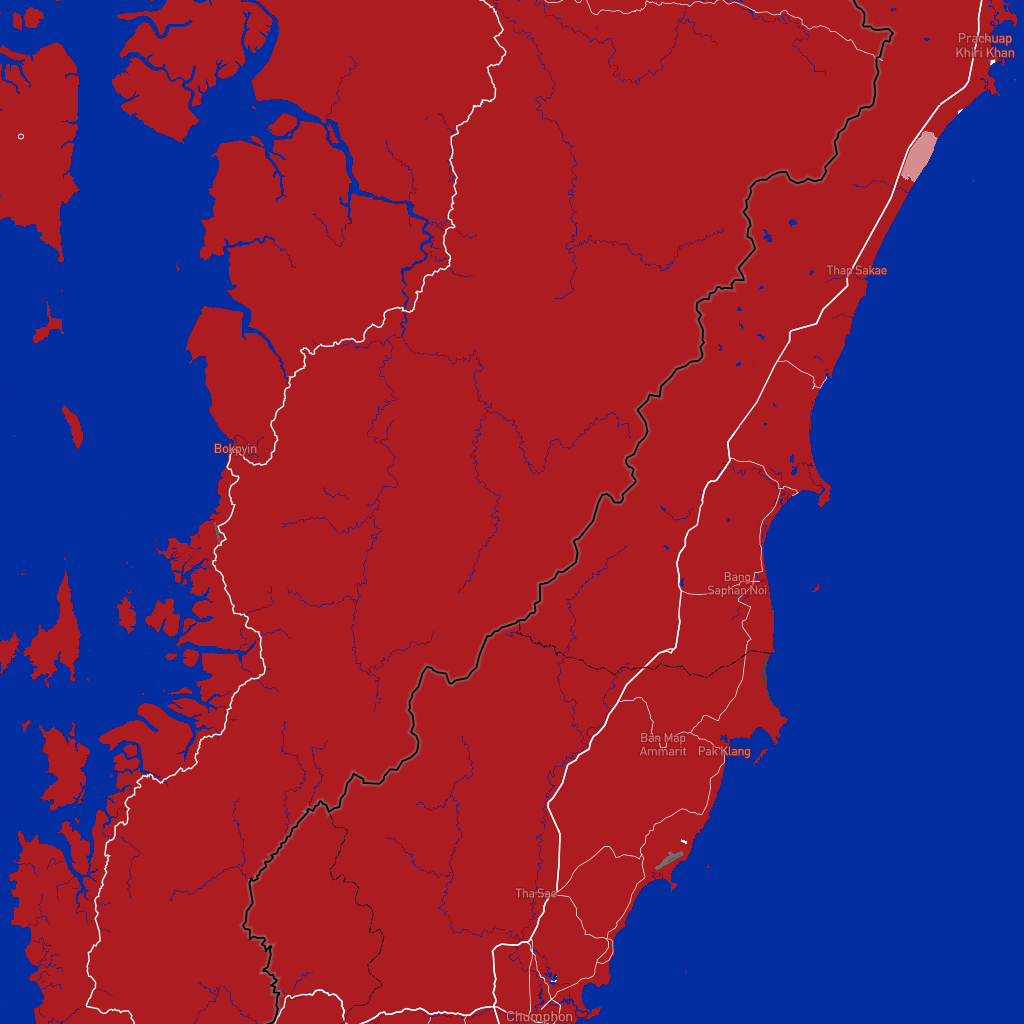 Prachuap
Khiri Khan
Thap Sakae
Bokpyin
Bang
Saphan Noi
Ban Map
Ammarit
Pak Klang
Tha Sae
Chumphon